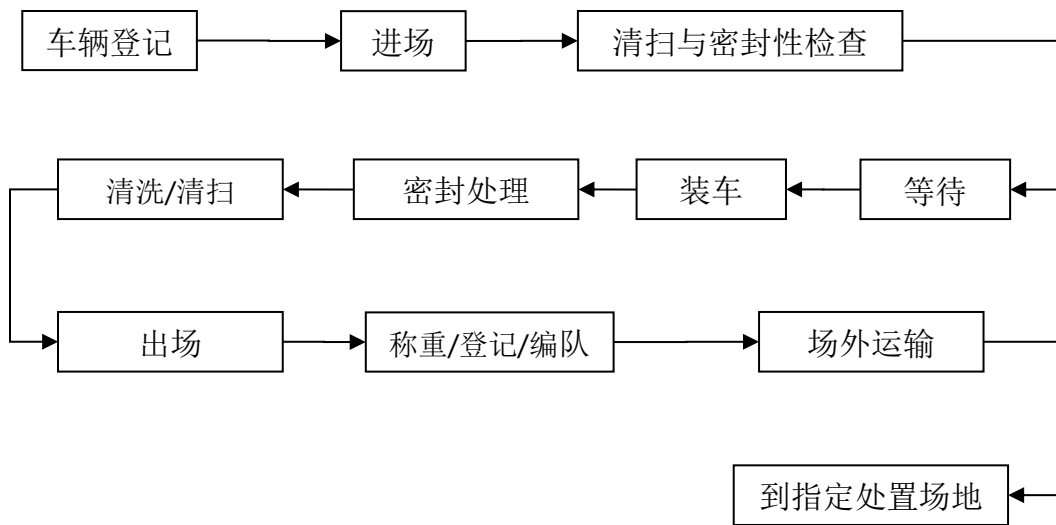 车辆登记
进场
清扫与密封性检查
等待
装车
密封处理
清洗/清扫
出场
称重/登记/编队
场外运输
到指定处置场地